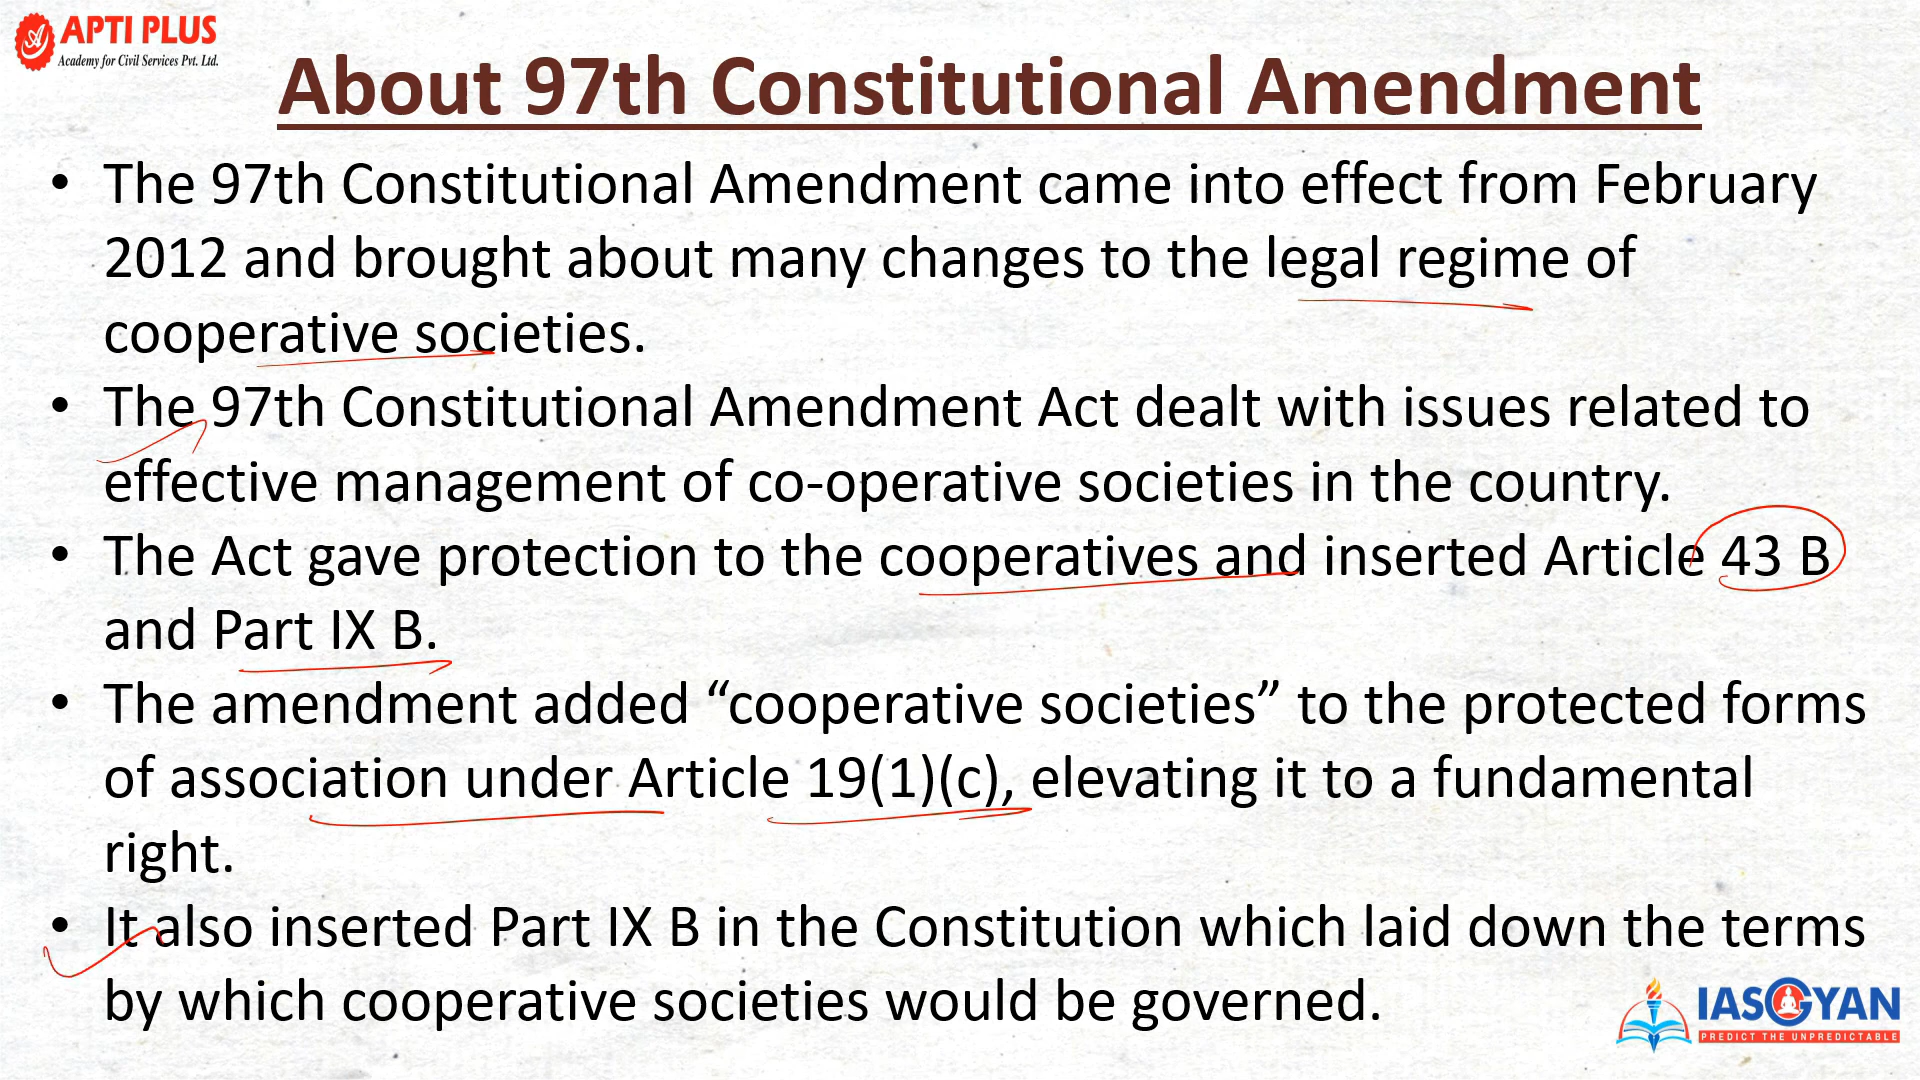 APTI PLUS
Academy for Civil Services Pvt. Ltd.
About 97th Constitutional Amendment
• The 97th Constitutional Amendment came into effect from February
2012 and brought about many changes to the legal regime of
cooperative societies.
• The 97th Constitutional Amendment Act dealt with issues related to
effective management of co-operative societies in the country.
• The Act gave protection to the cooperatives and inserted Article 43 B
and Part IX B.
• The amendment added “cooperative societies” to the protected forms
of association under Article 19(1)(c), elevating it to a fundamental
right.
• It also inserted Part IX B in the Constitution which laid down the terms
by which cooperative societies would be governed.
IASGYAN
PREDICT THE UNPREDICTABLE